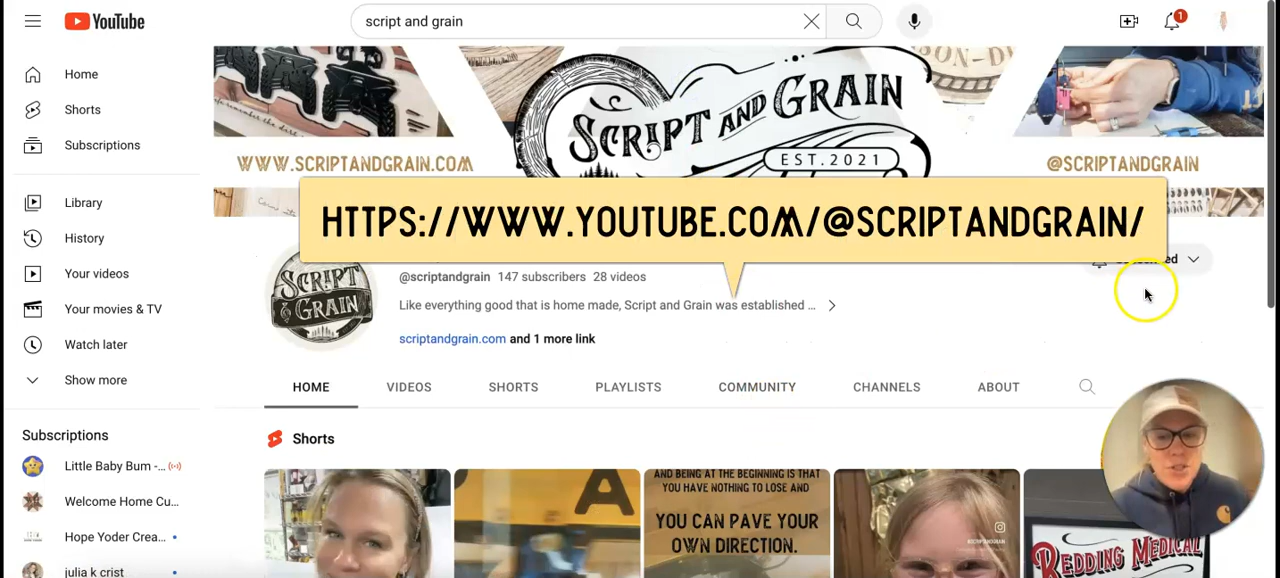 YouTube
script and grain
1
Home
Shorts
Subscriptions
Library
History
Your videos
Your movies & TV
Watch later
Show more
Subscriptions
Little Baby Bum -...
Welcome Home Cu...
Hope Yoder Crea...
julia k crist
SCRIPT AND GRAIN
EST.2021
WWW.SCRIPTANDGRAIN.COM
@SCRIPTANDGRAIN
HTTPS://WWW.YOUTUBE.COM/@SCRIPTANDGRAIN/
SCRIPT
GRAIN
@scriptandgrain 147 subscribers 28 videos
Like everything good that is home made, Script and Grain was established ...
scriptandgrain.com and 1 more link
HOME VIDEOS SHORTS PLAYLISTS COMMUNITY CHANNELS ABOUT
Shorts
A
AND BEING AT THE BEGINNING IS THAT
YOU HAVE NOTHING TO LOSE AND
YOU CAN PAVE YOUR
OWN DIRECTION.
@SCRIPTANDGRAIN
REDDING MEDICAL